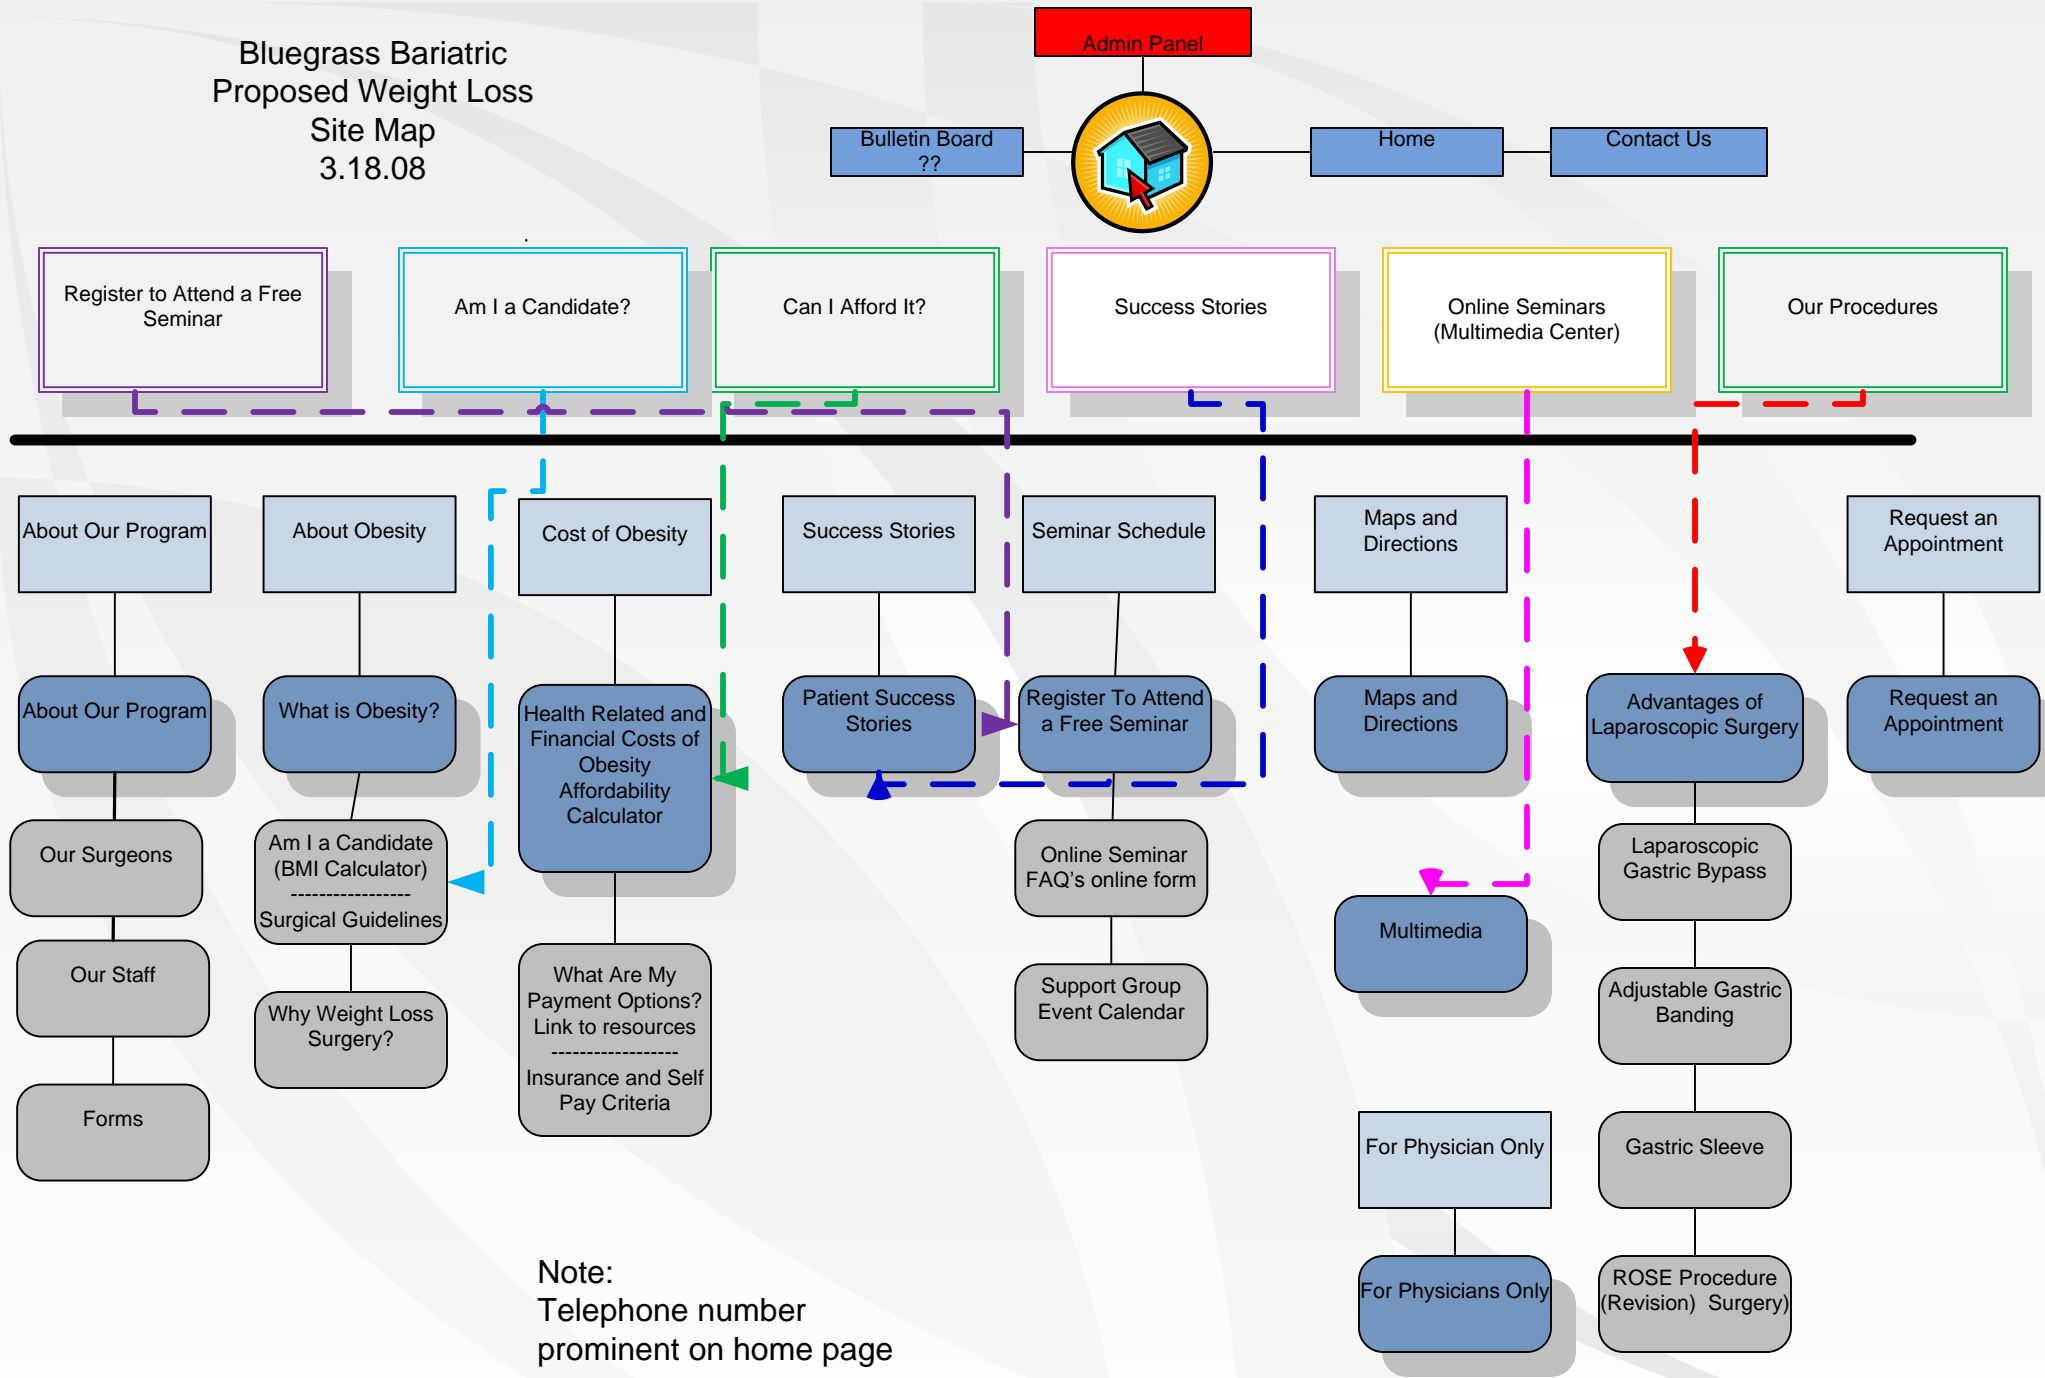 Bluegrass Bariatric
Proposed Weight Loss
Site Map
3.18.08
Admin Panel
Bulletin Board
??
Home
Contact Us
.
Register to Attend a Free
Seminar
Am I a Candidate?
Can I Afford It?
Success Stories
Online Seminars
(Multimedia Center)
Our Procedures
About Our Program
About Obesity
Cost of Obesity
Success Stories
Seminar Schedule
Maps and
Directions
Request an
Appointment
About Our Program
What is Obesity?
Health Related and
Financial Costs of
Obesity
Affordability
Calculator
Patient Success
Stories
Register To Attend
a Free Seminar
Maps and
Directions
Advantages of
Laparoscopic Surgery
Request an
Appointment
Our Surgeons
Am I a Candidate
(BMI Calculator)
-----------------
Surgical Guidelines
Online Seminar
FAQ's online form
Laparoscopic
Gastric Bypass
Our Staff
Why Weight Loss
Surgery?
What Are My
Payment Options?
Link to resources
-------------------
Insurance and Self
Pay Criteria
Support Group
Event Calendar
Multimedia
Adjustable Gastric
Banding
Forms
For Physician Only
Gastric Sleeve
For Physicians Only
ROSE Procedure
(Revision)  Surgery)
Note:
Telephone number
prominent on home page